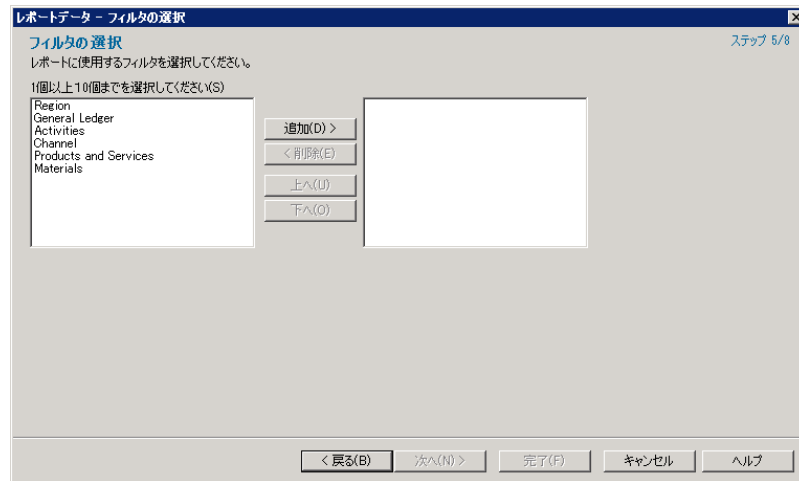 レポートデータ - フィルタの選択
フィルタの選択
ステップ 5/8
レポートに使用するフィルタを選択してください。
1個以上10個までを選択してください(S)
Region
General Ledger
Activities
Channel
Products and Services
Materials
追加(D) >
< 削除(E)
上へ(U)
下へ(O)
< 戻る(B)
次へ(N) >
完了(F)
キャンセル
ヘルプ